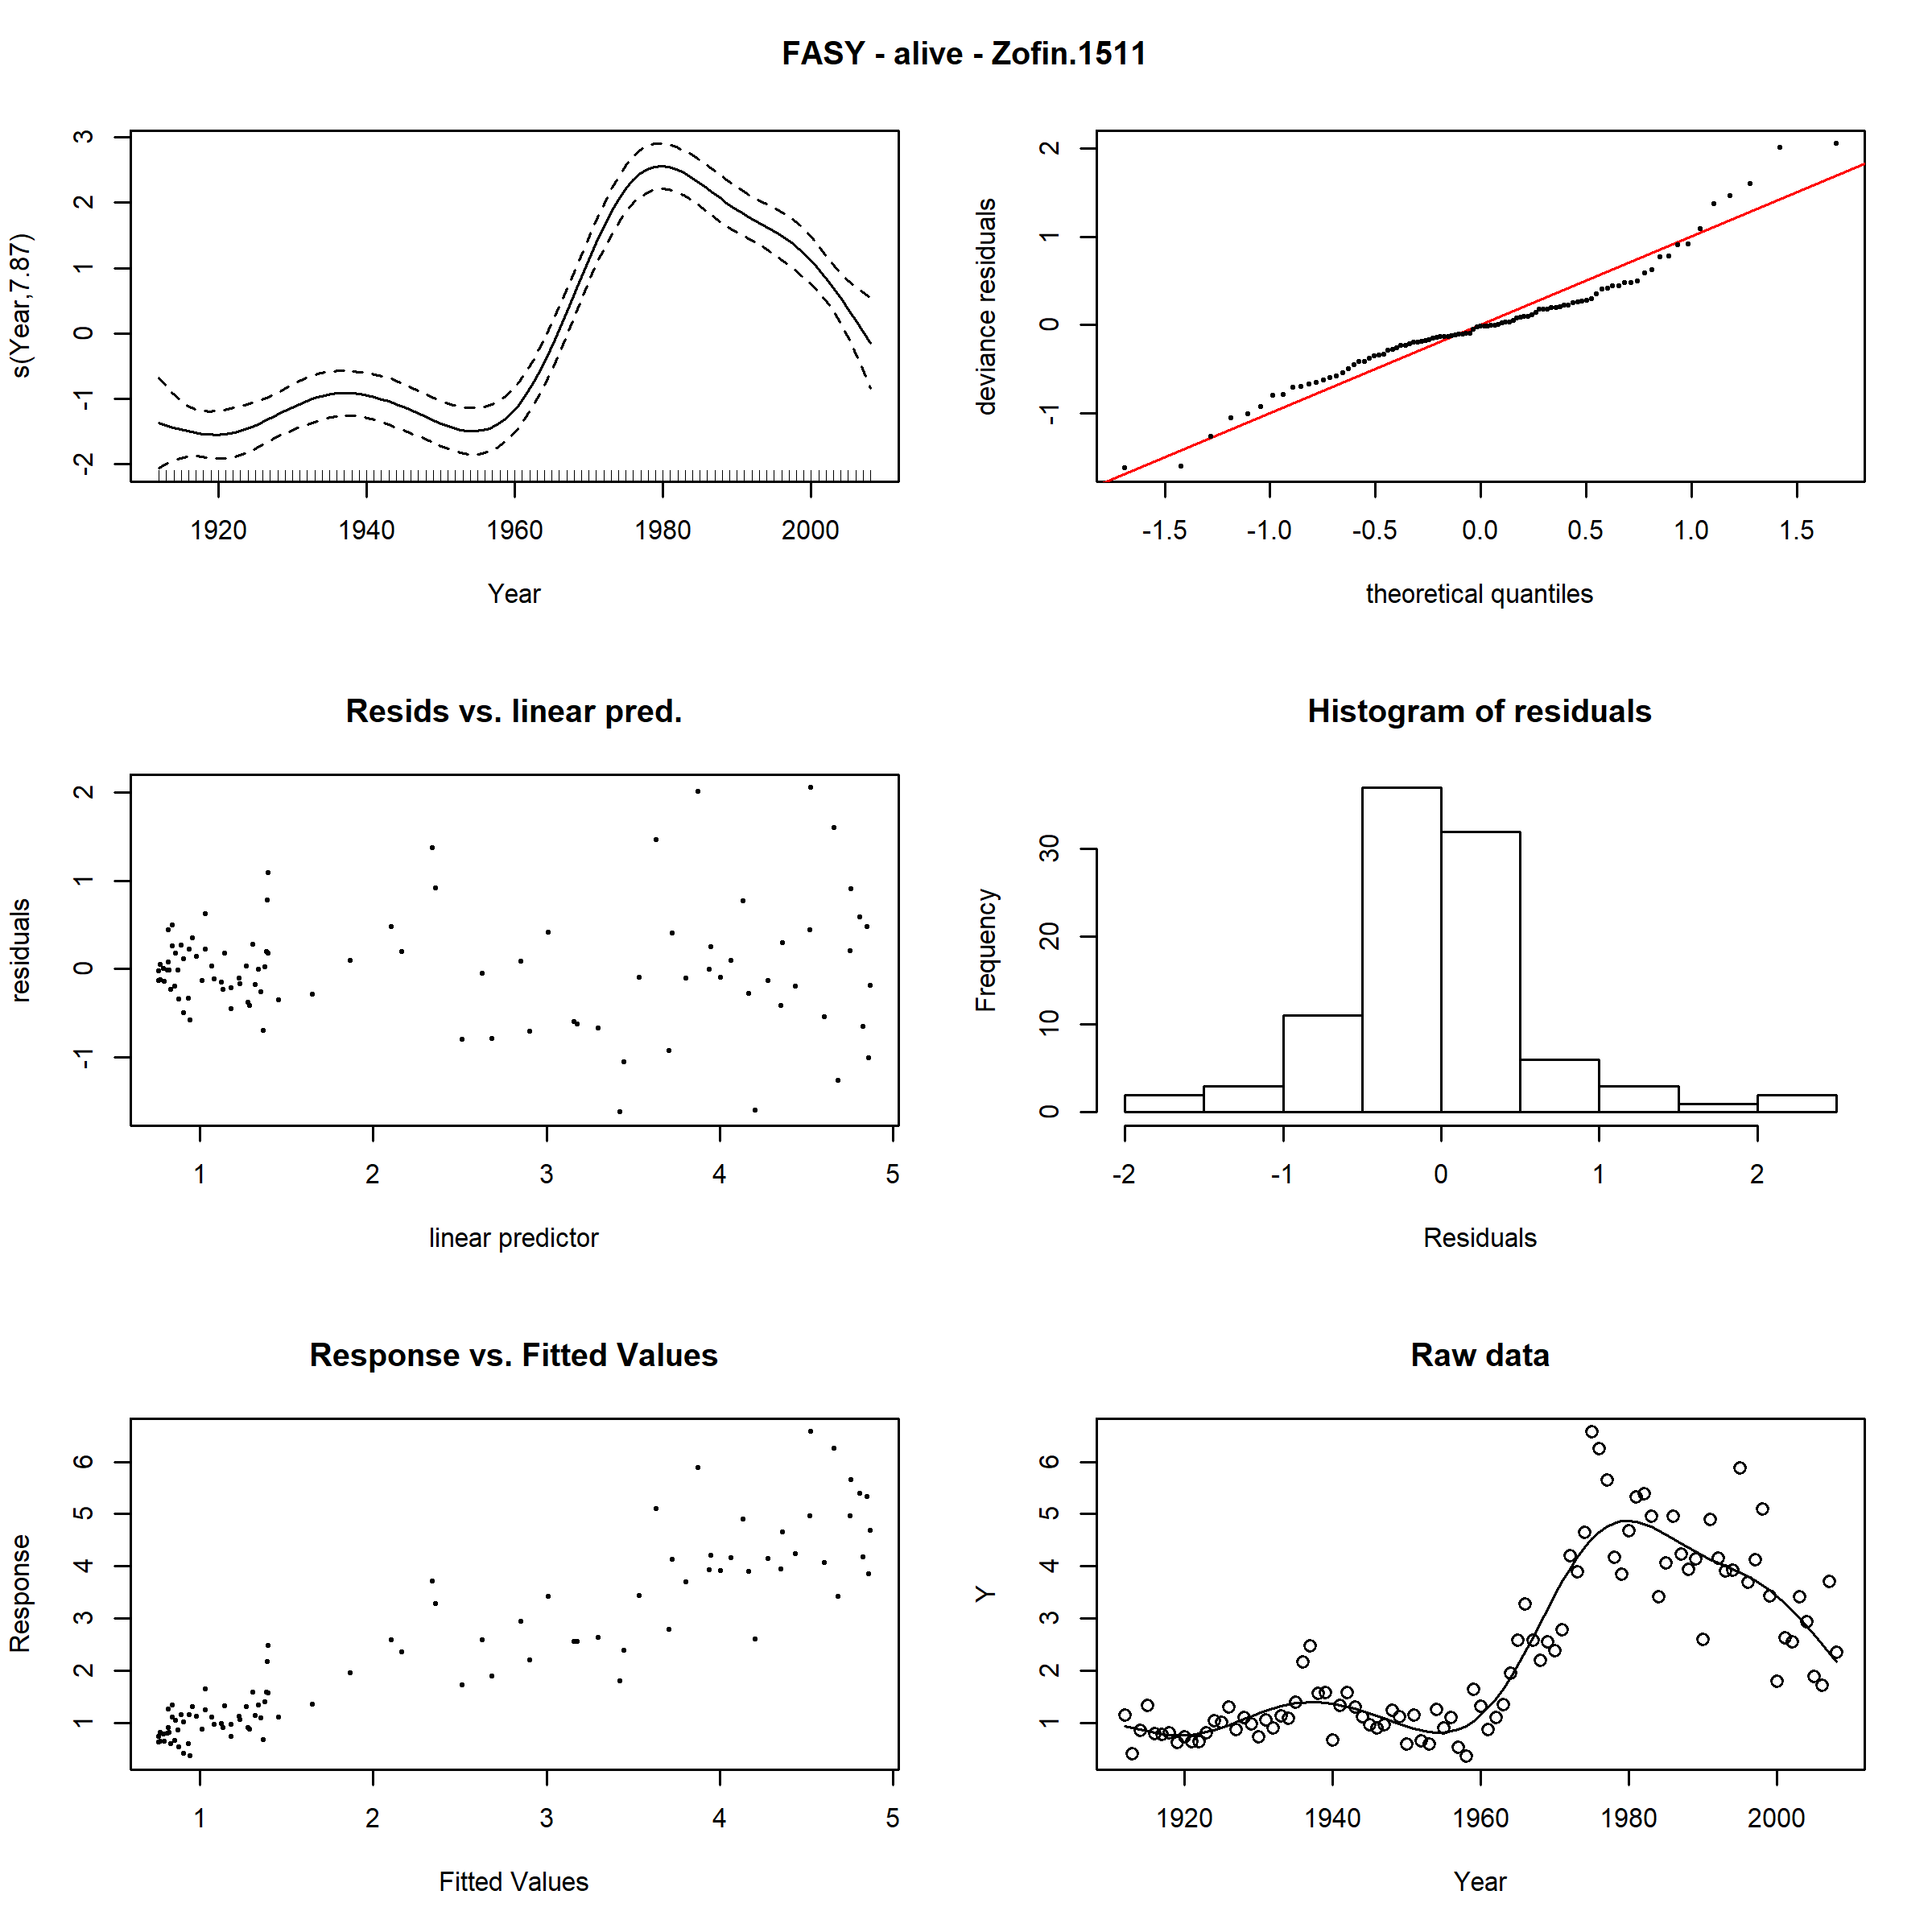 FASY - alive - Zofin.1511
s(Year,7.87)
3
2
1
0
-1
-2
1920 1940 1960 1980 2000
Year
deviance residuals
2
1
0
-1
-1.5 -1.0 -0.5 0.0 0.5 1.0 1.5
theoretical quantiles
Resids vs. linear pred.
residuals
2
1
0
-1
1 2 3 4 5
linear predictor
Histogram of residuals
Frequency
30
20
10
0
-2 -1 0 1 2
Residuals
Response vs. Fitted Values
Response
6
5
4
3
2
1
1 2 3 4 5
Fitted Values
Raw data
Y
6
5
4
3
2
1
1920 1940 1960 1980 2000
Year